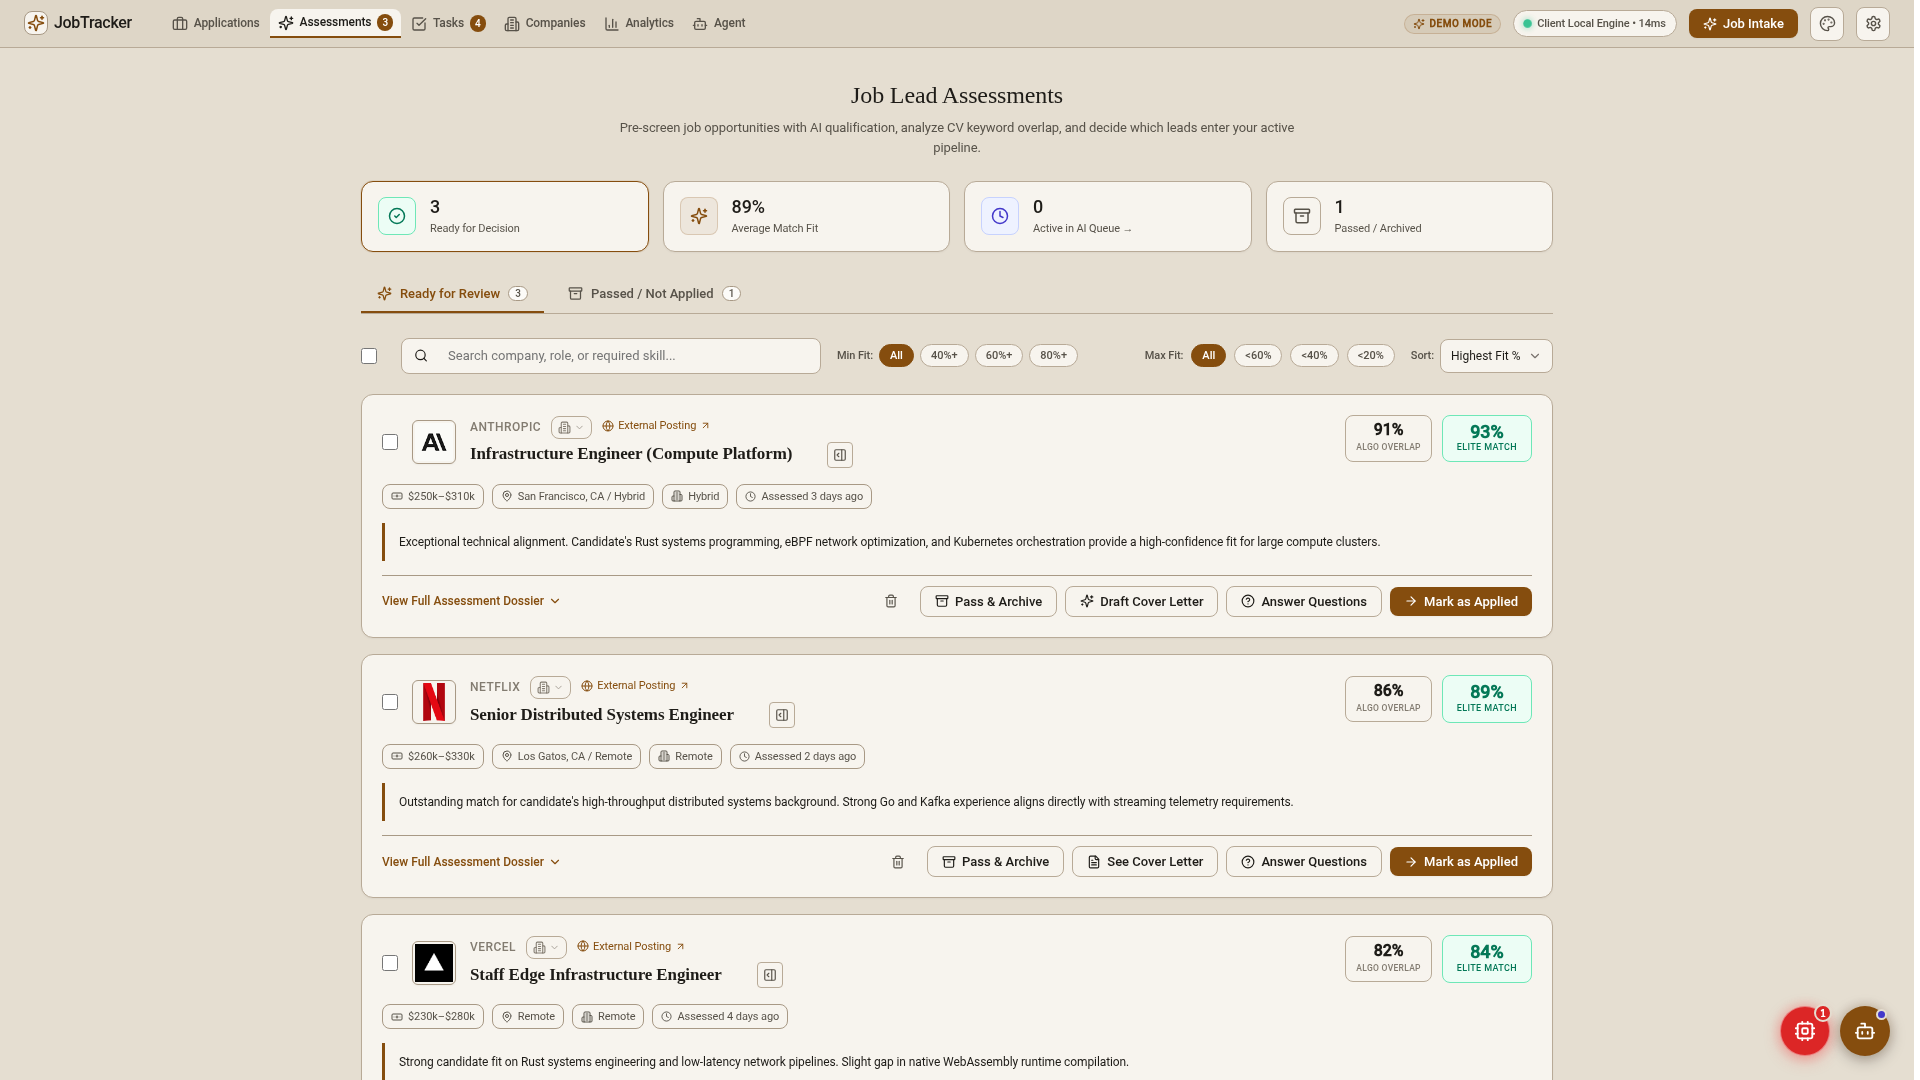 JobTracker
Applications
Assessments 3
Tasks 4
Companies
Analytics
Agent
DEMO MODE
Client Local Engine • 14ms
Job Intake
Job Lead Assessments
Pre-screen job opportunities with AI qualification, analyze CV keyword overlap, and decide which leads enter your active
pipeline.
3
Ready for Decision
89%
Average Match Fit
0
Active in AI Queue →
1
Passed / Archived
Ready for Review 3
Passed / Not Applied 1
Search company, role, or required skill...
Min Fit: All 40%+ 60%+ 80%+
Max Fit: All <60% <40% <20%
Sort: Highest Fit %
ANTHROPIC
External Posting
Infrastructure Engineer (Compute Platform)
91%
ALGO OVERLAP
93%
ELITE MATCH
$250k–$310k
San Francisco, CA / Hybrid
Hybrid
Assessed 3 days ago
Exceptional technical alignment. Candidate's Rust systems programming, eBPF network optimization, and Kubernetes orchestration provide a high-confidence fit for large compute clusters.
View Full Assessment Dossier
Pass & Archive
Draft Cover Letter
Answer Questions
Mark as Applied
NETFLIX
External Posting
Senior Distributed Systems Engineer
86%
ALGO OVERLAP
89%
ELITE MATCH
$260k–$330k
Los Gatos, CA / Remote
Remote
Assessed 2 days ago
Outstanding match for candidate's high-throughput distributed systems background. Strong Go and Kafka experience aligns directly with streaming telemetry requirements.
View Full Assessment Dossier
Pass & Archive
See Cover Letter
Answer Questions
Mark as Applied
VERCEL
External Posting
Staff Edge Infrastructure Engineer
82%
ALGO OVERLAP
84%
ELITE MATCH
$230k–$280k
Remote
Remote
Assessed 4 days ago
Strong candidate fit on Rust systems engineering and low-latency network pipelines. Slight gap in native WebAssembly runtime compilation.
1